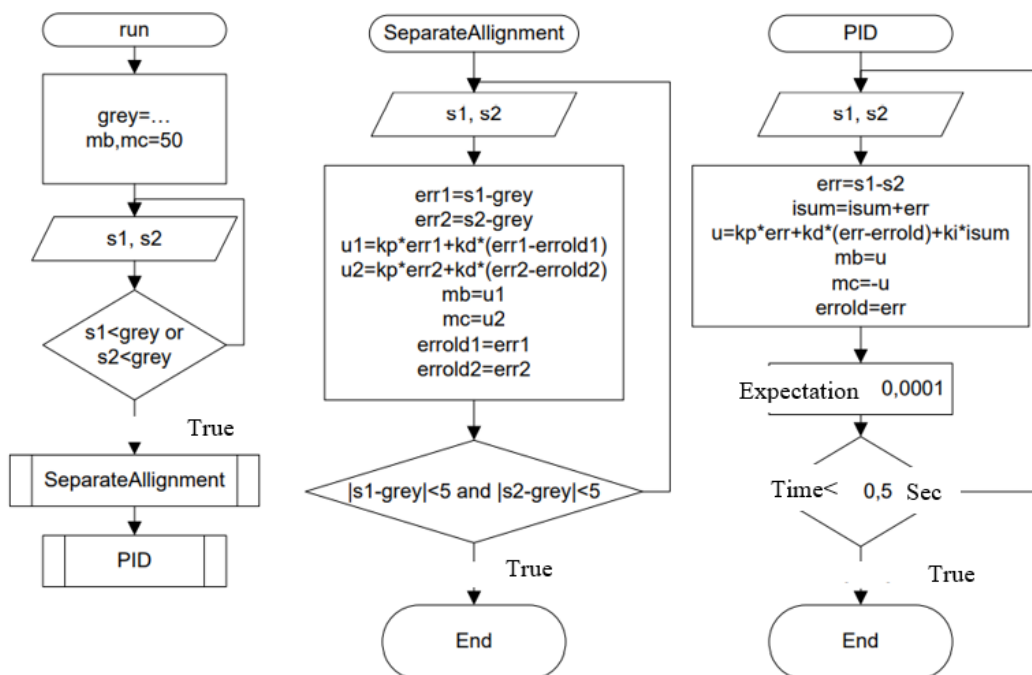 run
grey=...
mb,mc=50
s1, s2
s1<grey or
s2<grey
True
SeparateAllignment
PID
SeparateAllignment
s1, s2
err1=s1-grey
err2=s2-grey
u1=kp*err1+kd*(err1-errold1)
u2=kp*err2+kd*(err2-errold2)
mb=u1
mc=u2
errold1=err1
errold2=err2
|s1-grey|<5 and |s2-grey|<5
True
End
PID
s1, s2
err=s1-s2
isum=isum+err
u=kp*err+kd*(err-errold)+ki*isum
mb=u
mc=-u
errold=err
Expectation 0,0001
Time< 0,5 Sec
True
End